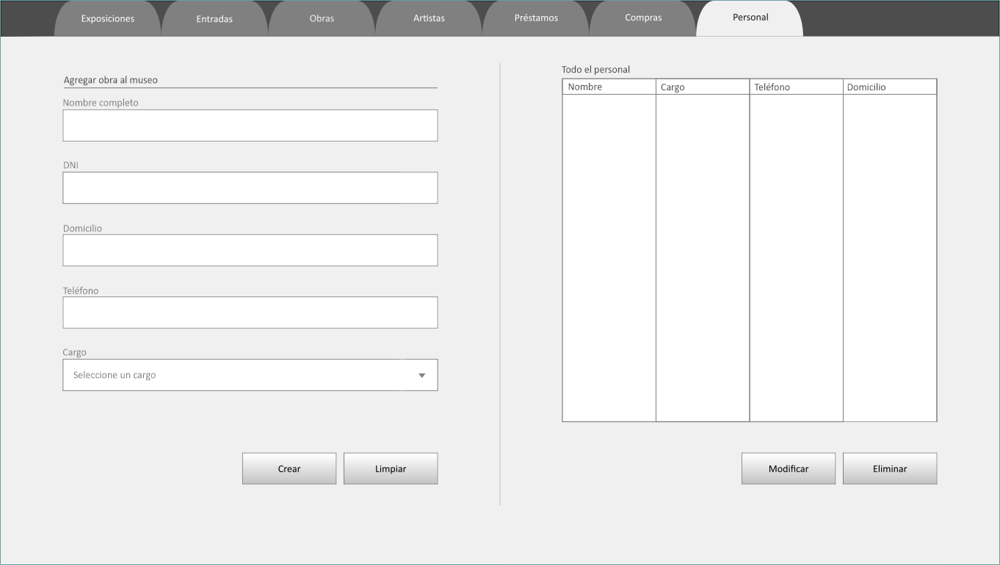 Exposiciones
Entradas
Obras
Artistas
Préstamos
Compras
Personal
Agregar obra al museo
Nombre completo
DNI
Domicilio
Teléfono
Cargo
Seleccione un cargo
Crear
Limpiar
Todo el personal
Nombre
Cargo
Teléfono
Domicilio
Modificar
Eliminar